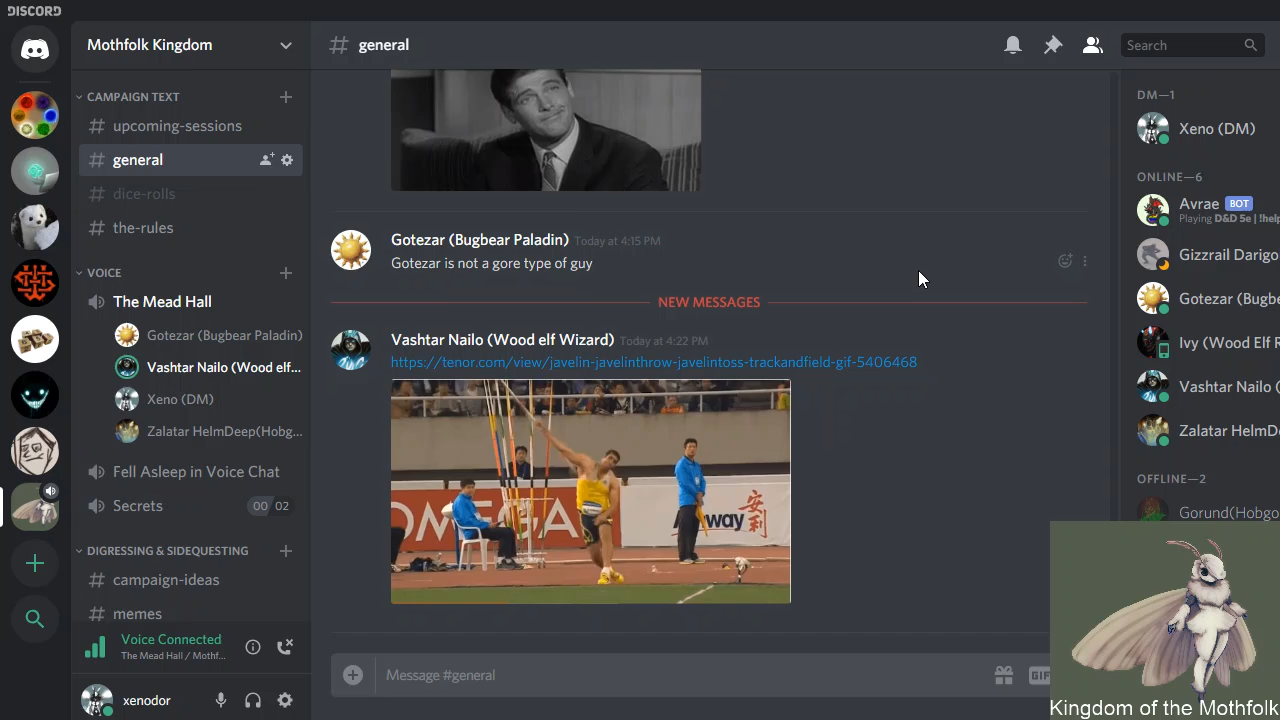 DISCORD
Mothfolk Kingdom
CAMPAIGN TEXT
upcoming-sessions
general
dice-rolls
the-rules
VOICE
The Mead Hall
Gotezar (Bugbear Paladin)
Vashtar Nailo (Wood elf...
Xeno (DM)
Zalatar HelmDeep(Hobg...
Fell Asleep in Voice Chat
Secrets 00 02
DIGRESSING & SIDEQUESTING
campaign-ideas
memes
Voice Connected
The Mead Hall / Mothf...
xenodor
# general
Search
Gotezar (Bugbear Paladin) Today at 4:15 PM
Gotezar is not a gore type of guy
NEW MESSAGES
Vashtar Nailo (Wood elf Wizard) Today at 4:22 PM
https://tenor.com/view/javelin-javelinthrow-javelintoss-trackandfield-gif-5406468
OMEGA
安利
Message #general
GIF
DM—1
Xeno (DM)
ONLINE—6
Avrae BOT
Playing D&D 5e | !help
Gizzrail Darigo
Gotezar (Bugbe
Ivy (Wood Elf R
Vashtar Nailo (
Zalatar HelmD
OFFLINE—2
Gorund(Hobgo
Kingdom of the Mothfolk